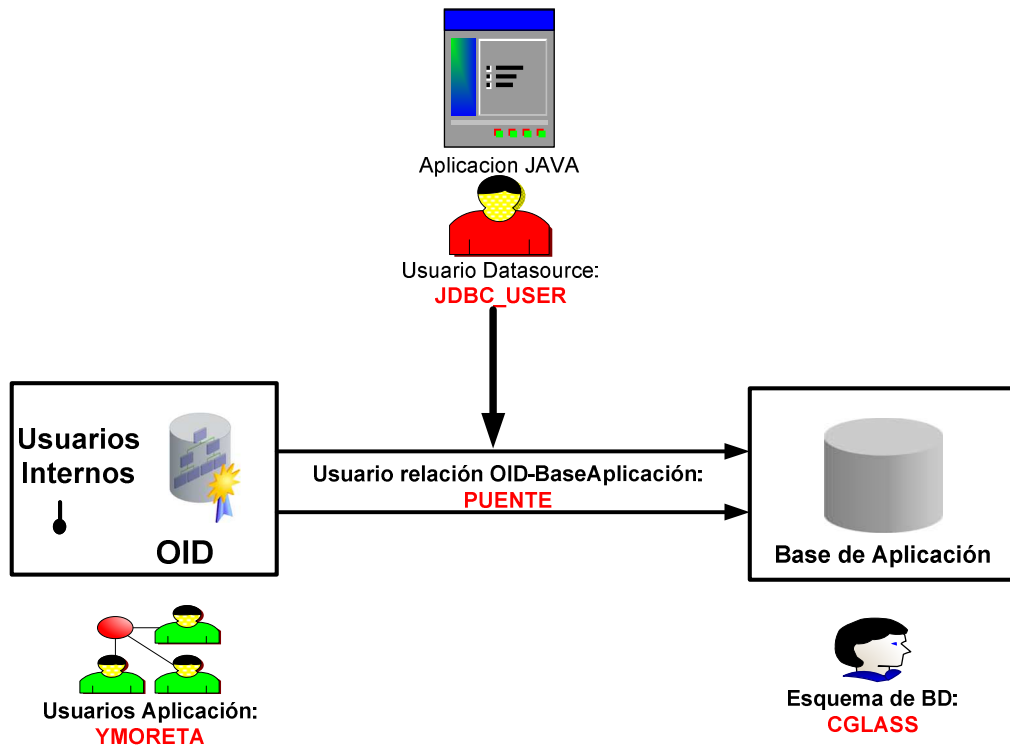 Aplicacion JAVA
Usuario Datasource:
JDBC_USER
Usuarios
Internos
OID
Usuario relación OID-BaseAplicación:
PUENTE
Base de Aplicación
Usuarios Aplicación:
YMORETA
Esquema de BD:
CGLASS